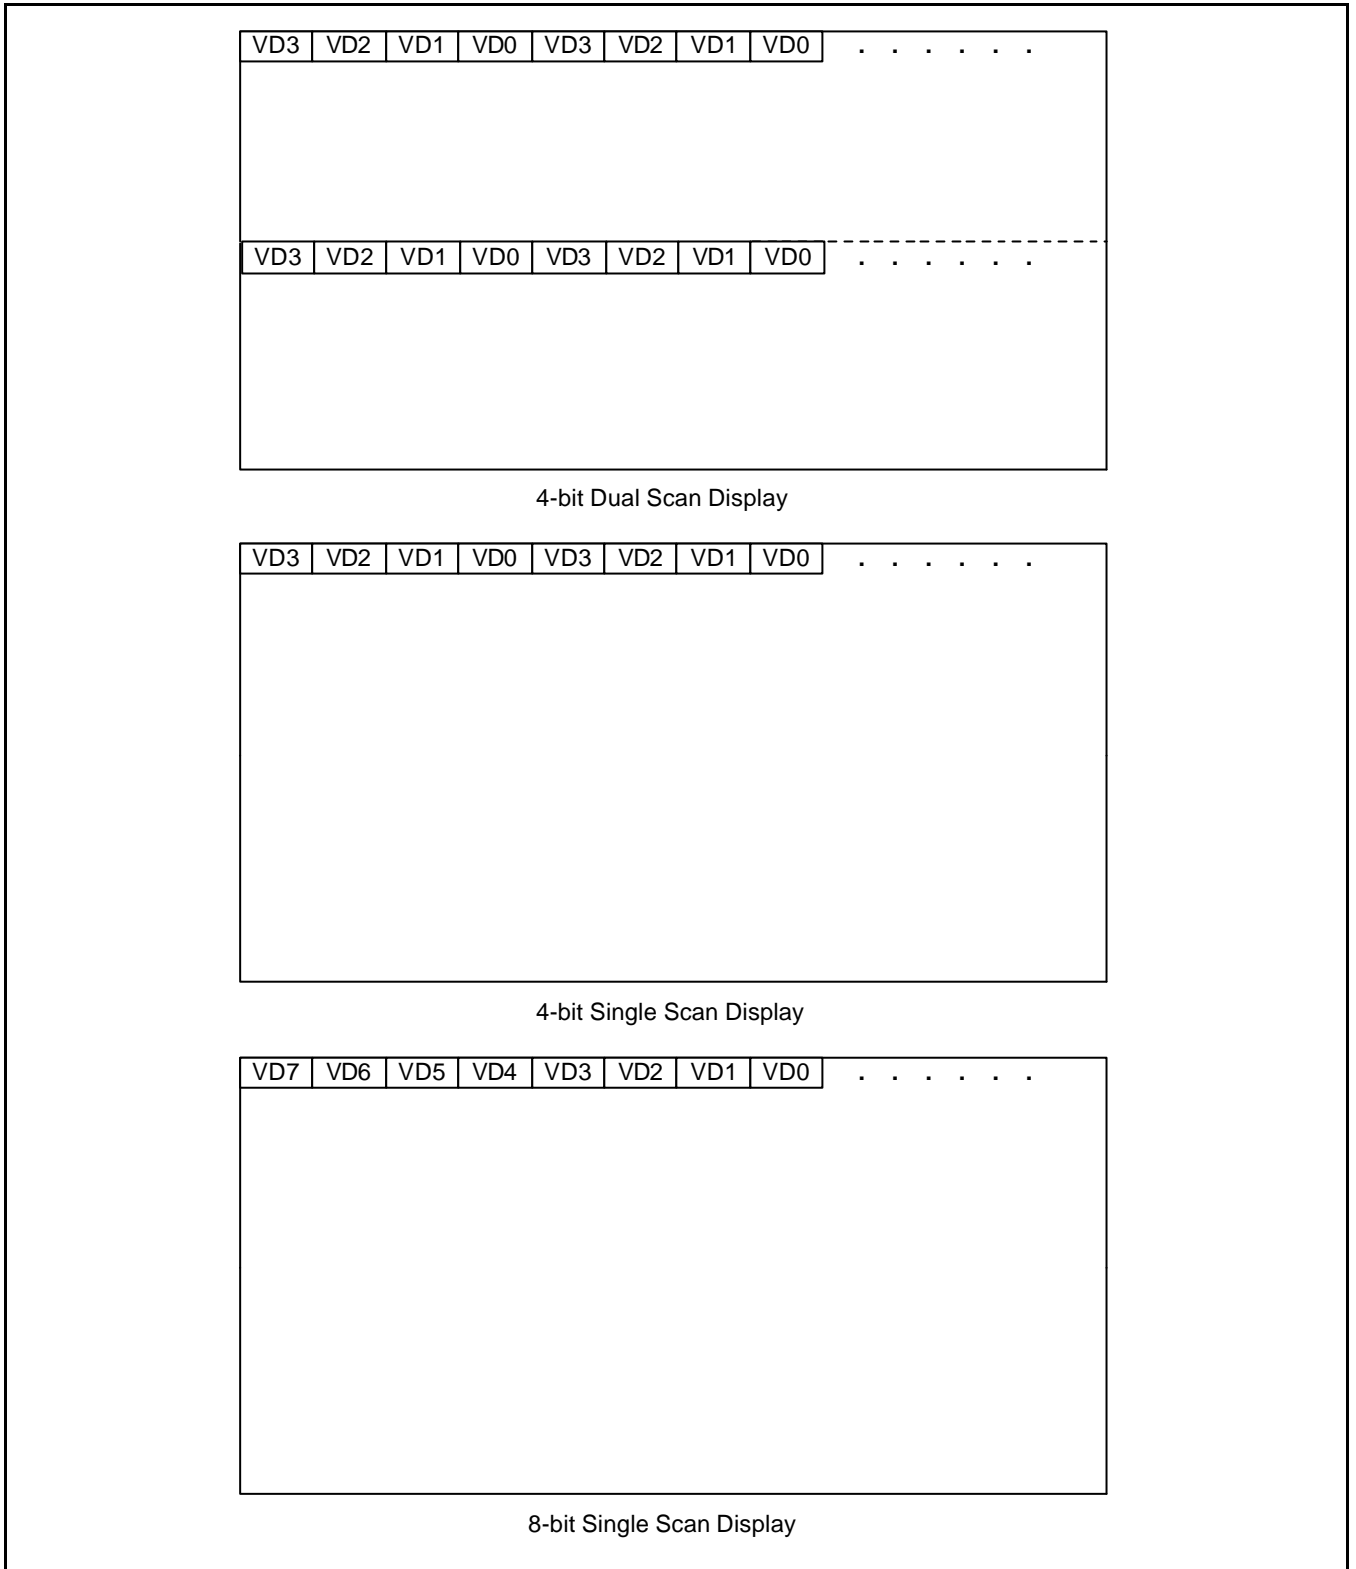 VD3 VD2 VD1 VD0 VD3 VD2 VD1 VD0 . . . . . .
VD3 VD2 VD1 VD0 VD3 VD2 VD1 VD0 . . . . . .
4-bit Dual Scan Display
VD3 VD2 VD1 VD0 VD3 VD2 VD1 VD0 . . . . . .
4-bit Single Scan Display
VD7 VD6 VD5 VD4 VD3 VD2 VD1 VD0 . . . . . .
8-bit Single Scan Display